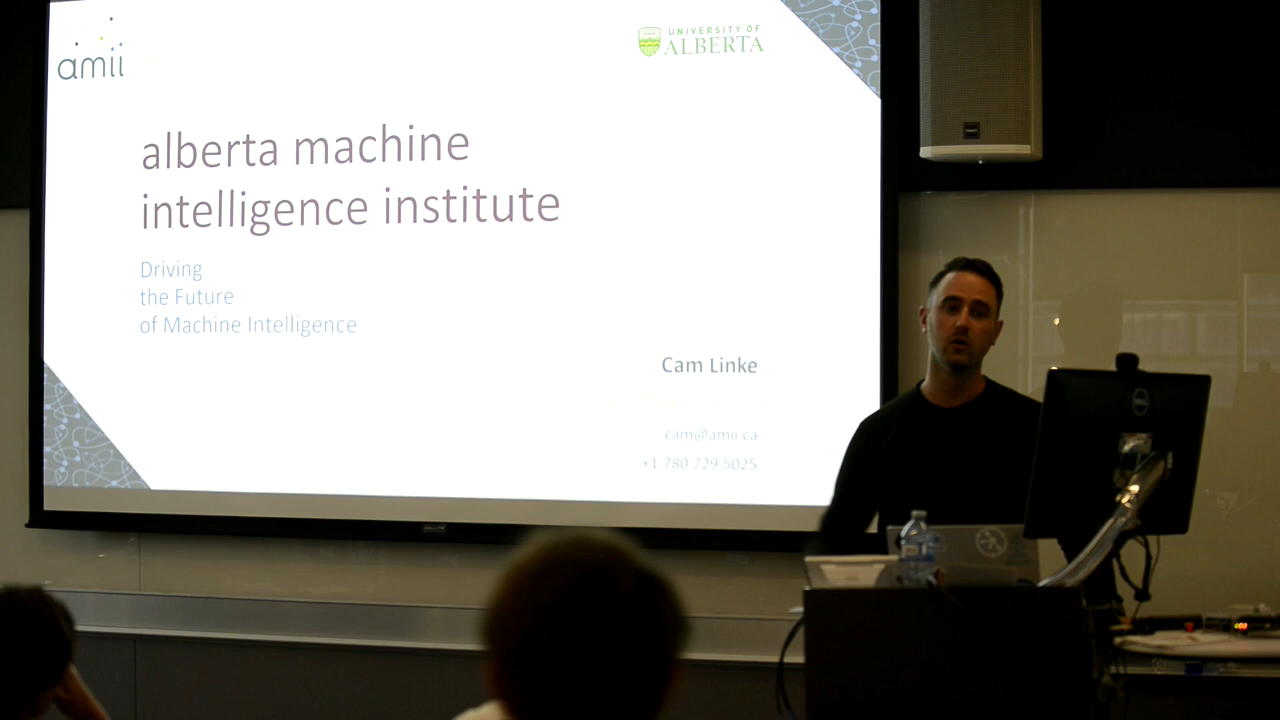 amii
UNIVERSITY OF
ALBERTA
alberta machine
intelligence institute
Driving
the Future
of Machine Intelligence
Cam Linke
cam@amii.ca
+1 780 729 5025
DELL